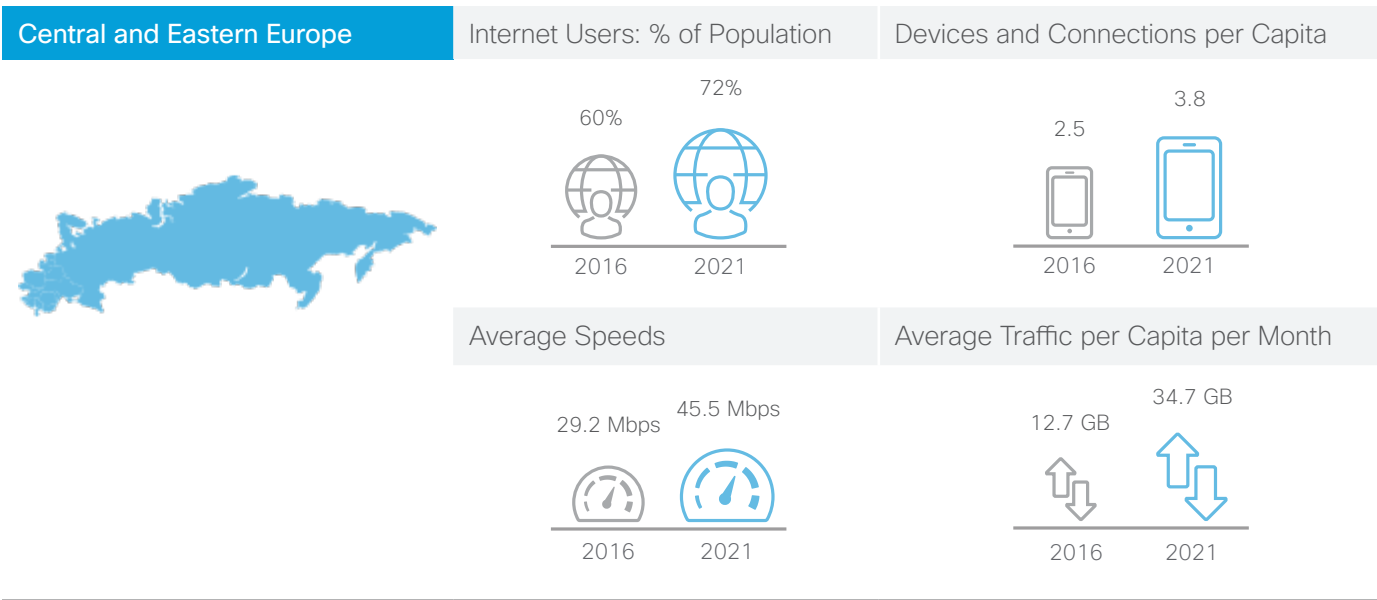 Central and Eastern Europe
Internet Users: % of Population
60%
72%
2016
2021
Devices and Connections per Capita
2.5
3.8
2016
2021
Average Speeds
29.2 Mbps
45.5 Mbps
2016
2021
Average Traffic per Capita per Month
12.7 GB
34.7 GB
2016
2021